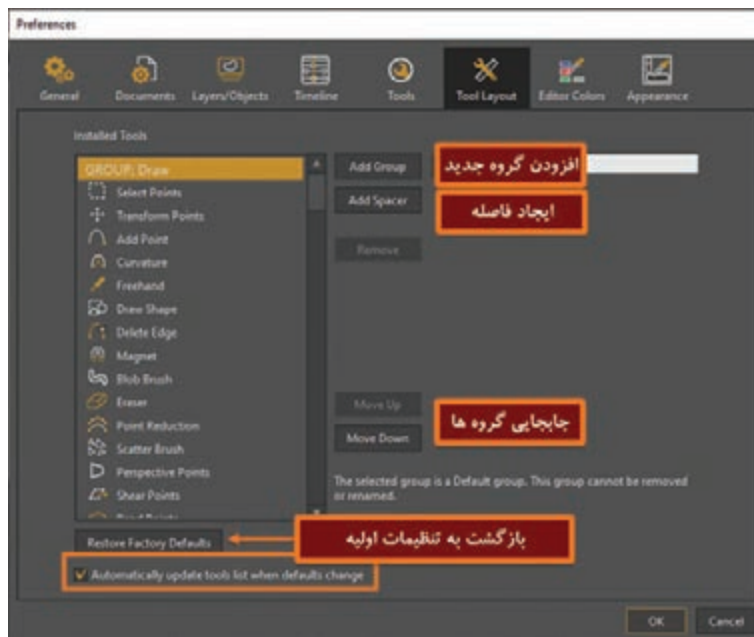 Preferences
General Documents Layers/Objects Timeline Tools Tool Layout Editor Colors Appearance
Installed Tools
GROUP: Draw
Select Points
Transform Points
Add Point
Curvature
Freehand
Draw Shape
Delete Edge
Magnet
Blob Brush
Eraser
Point Reduction
Scatter Brush
Perspective Points
Shear Points
Bend Points
Add Group
افزودن گروه جدید
Add Spacer
ایجاد فاصله
Remove
Move Up
جابجایی گروه ها
Move Down
The selected group is a Default group. This group cannot be removed
or renamed.
Restore Factory Defaults
بازگشت به تنظیمات اولیه
Automatically update tools list when defaults change
OK Cancel